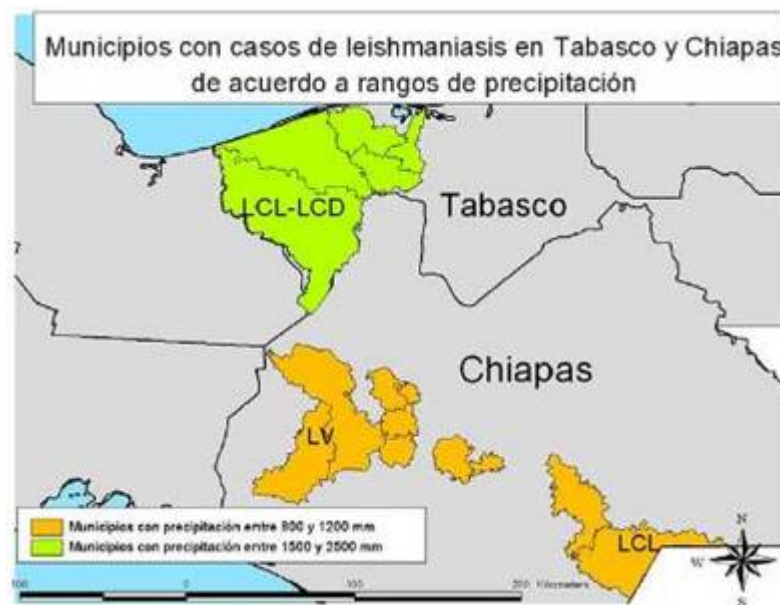 Municipios con casos de leishmaniasis en Tabasco y Chiapas
de acuerdo a rangos de precipitación
LCL-LCD
Tabasco
Chiapas
LV
LCL
Municipios con precipitación entre 800 y 1200 mm
Municipios con precipitación entre 1500 y 2500 mm
N
W E
S
100 0 100 200 Kilometers